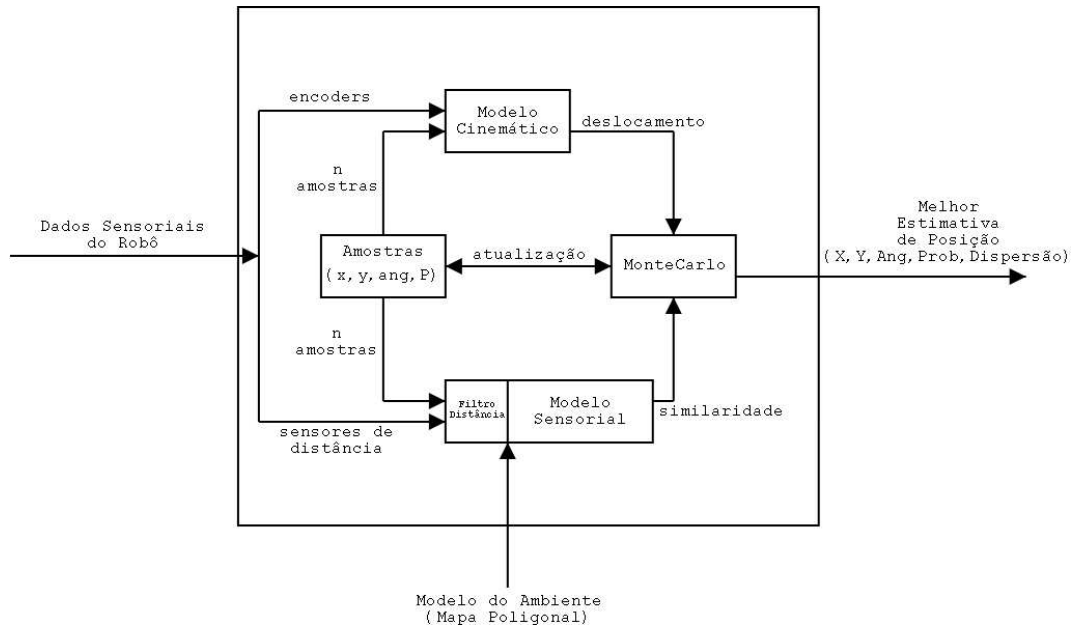 encoders
Modelo
Cinemático
deslocamento
n
amostras
Dados Sensoriais
do Robô
Amostras
(x,y,ang,P)
atualização
MonteCarlo
Melhor
Estimativa
de Posição
(X,Y,Ang,Prob,Dispersão)
n
amostras
Filtro
Distância
Modelo
Sensorial
similaridade
sensores de
distância
Modelo do Ambiente
(Mapa Poligonal)